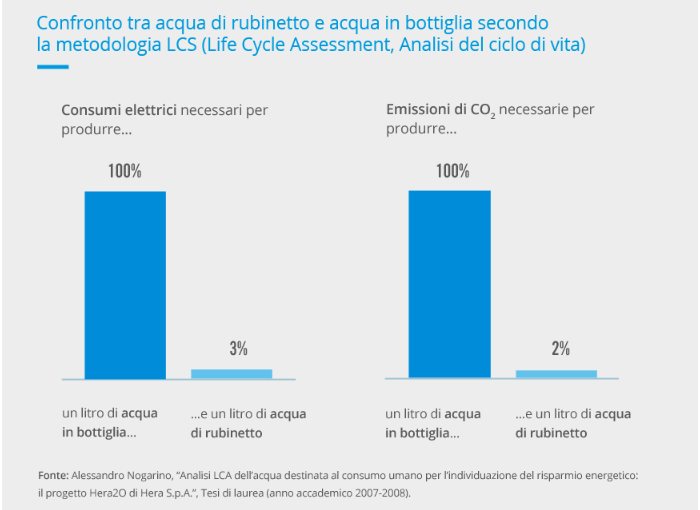 Confronto tra acqua di rubinetto e acqua in bottiglia secondo
la metodologia LCS (Life Cycle Assessment, Analisi del ciclo di vita)
Consumi elettrici necessari per
produrre...
100%
3%
un litro di acqua
in bottiglia...
...e un litro di acqua
di rubinetto
Emissioni di CO₂ necessarie per
produrre...
100%
2%
un litro di acqua
in bottiglia...
...e un litro di acqua
di rubinetto
Fonte: Alessandro Nogarino, “Analisi LCA dell’acqua destinata al consumo umano per l’individuazione del risparmio energetico:
il progetto Hera2O di Hera S.p.A.”, Tesi di laurea (anno accademico 2007-2008).